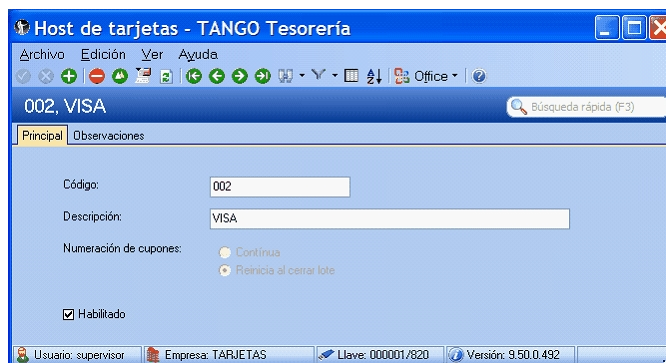 Host de tarjetas - TANGO Tesorería
Archivo Edición Ver Ayuda
Office
002, VISA
Búsqueda rápida (F3)
Principal Observaciones
Código: 002
Descripción: VISA
Numeración de cupones: Contínua
Reinicia al cerrar lote
Habilitado
Usuario: supervisor Empresa: TARJETAS Llave: 000001/820 Versión: 9.50.0.492